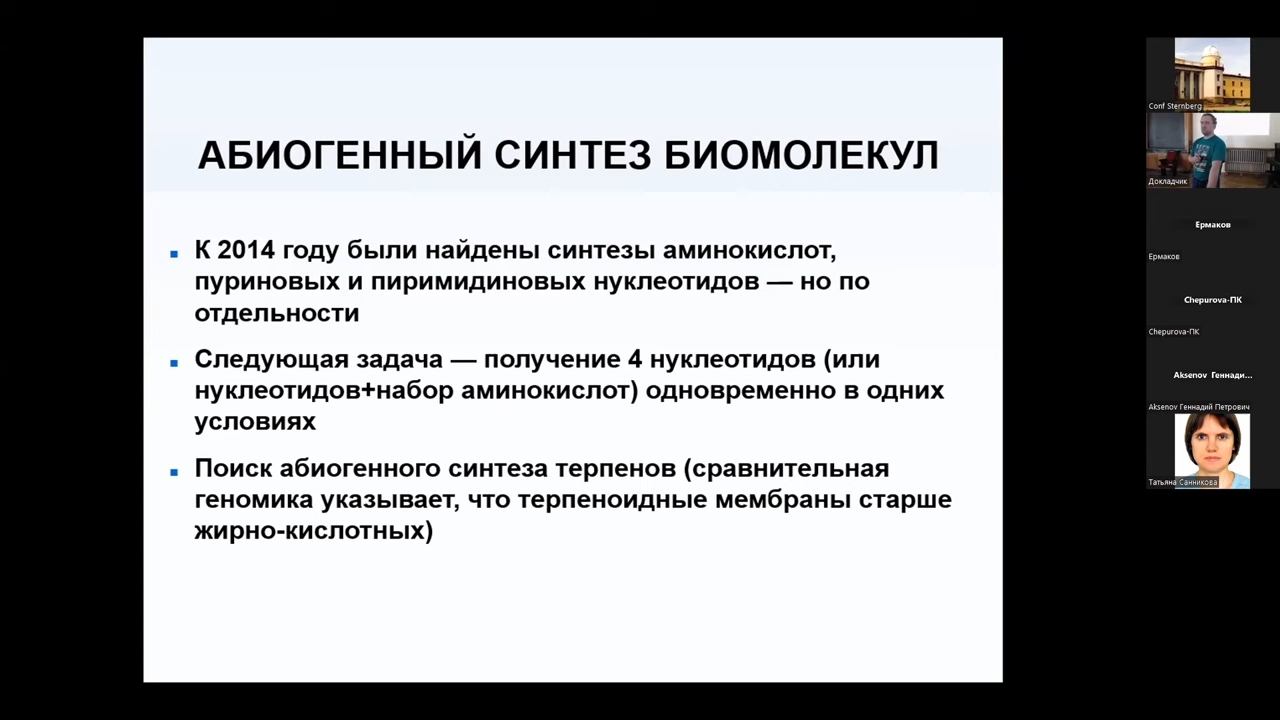 АБИОГЕННЫЙ СИНТЕЗ БИОМОЛЕКУЛ
К 2014 году были найдены синтезы аминокислот,
пуриновых и пиримидиновых нуклеотидов — но по
отдельности
Следующая задача — получение 4 нуклеотидов (или
нуклеотидов+набор аминокислот) одновременно в одних
условиях
Поиск абиогенного синтеза терпенов (сравнительная
геномика указывает, что терпеноидные мембраны старше
жирно-кислотных)
Conf Sternberg
Докладчик
Ермаков
Ермаков
Chepurova-ПК
Chepurova-ПК
Aksenov Геннади...
Aksenov Геннадий Петрович
Татьяна Санникова